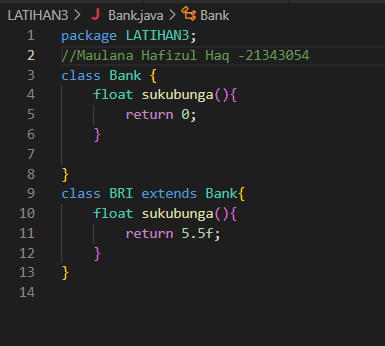 LATIHAN3 > J Bank.java > Bank
1 package LATIHAN3;
2 //Maulana Hafizul Haq -21343054
3 class Bank {
4 float sukubunga(){
5 return 0;
6 }
7
8 }
9 class BRI extends Bank{
10 float sukubunga(){
11 return 5.5f;
12 }
13 }
14